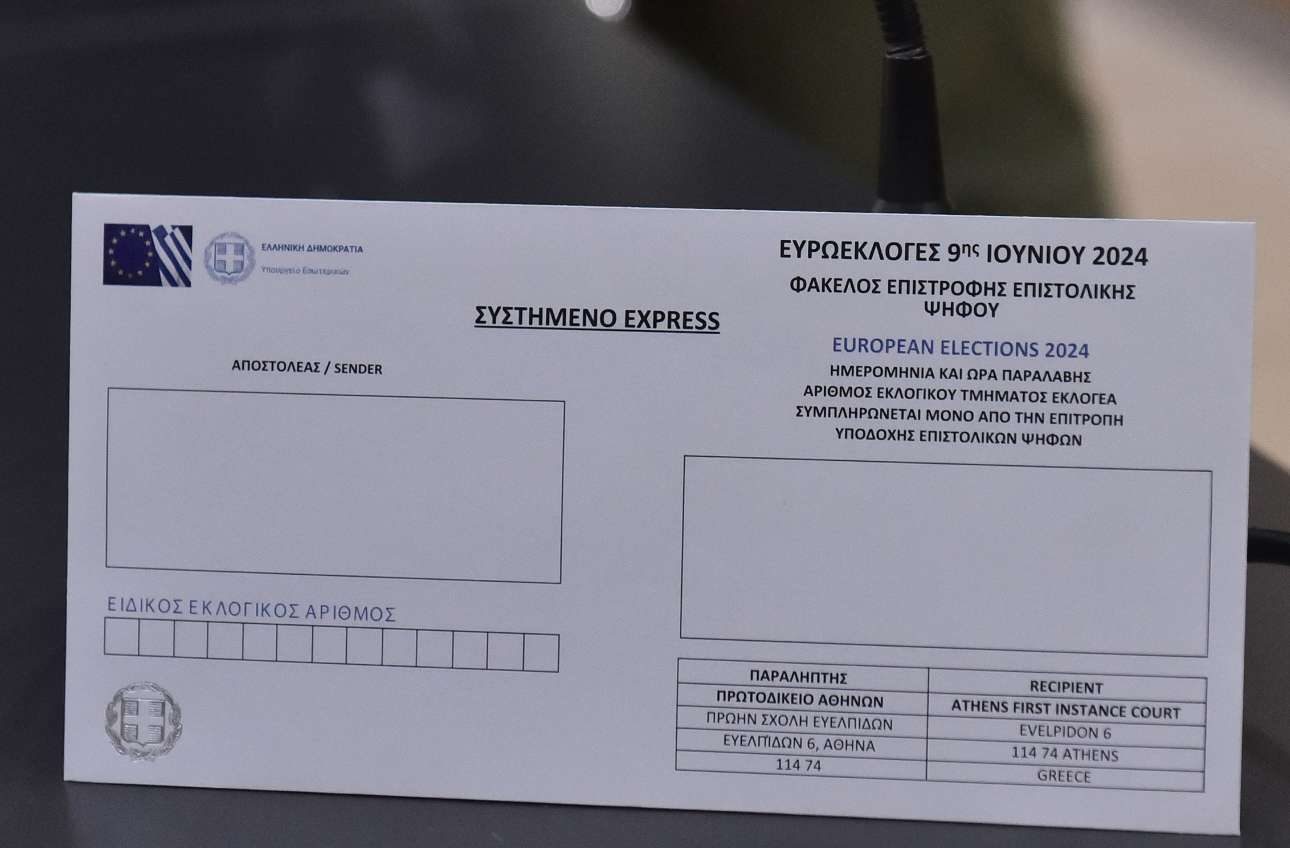 ΕΛΛΗΝΙΚΗ ΔΗΜΟΚΡΑΤΙΑ
Υπουργείο Εσωτερικών
ΣΥΣΤΗΜΕΝΟ EXPRESS
ΑΠΟΣΤΟΛΕΑΣ / SENDER
ΕΙΔΙΚΟΣ ΕΚΛΟΓΙΚΟΣ ΑΡΙΘΜΟΣ
ΕΥΡΩΕΚΛΟΓΕΣ 9ης ΙΟΥΝΙΟΥ 2024
ΦΑΚΕΛΟΣ ΕΠΙΣΤΡΟΦΗΣ ΕΠΙΣΤΟΛΙΚΗΣ
ΨΗΦΟΥ
EUROPEAN ELECTIONS 2024
ΗΜΕΡΟΜΗΝΙΑ ΚΑΙ ΩΡΑ ΠΑΡΑΛΑΒΗΣ
ΑΡΙΘΜΟΣ ΕΚΛΟΓΙΚΟΥ ΤΜΗΜΑΤΟΣ ΕΚΛΟΓΕΑ
ΣΥΜΠΛΗΡΩΝΕΤΑΙ ΜΟΝΟ ΑΠΟ ΤΗΝ ΕΠΙΤΡΟΠΗ
ΥΠΟΔΟΧΗΣ ΕΠΙΣΤΟΛΙΚΩΝ ΨΗΦΩΝ
ΠΑΡΑΛΗΠΤΗΣ
ΠΡΩΤΟΔΙΚΕΙΟ ΑΘΗΝΩΝ
ΠΡΩΗΝ ΣΧΟΛΗ ΕΥΕΛΠΙΔΩΝ
ΕΥΕΛΠΙΔΩΝ 6, ΑΘΗΝΑ
114 74
RECIPIENT
ATHENS FIRST INSTANCE COURT
EVELPIDON 6
114 74 ATHENS
GREECE